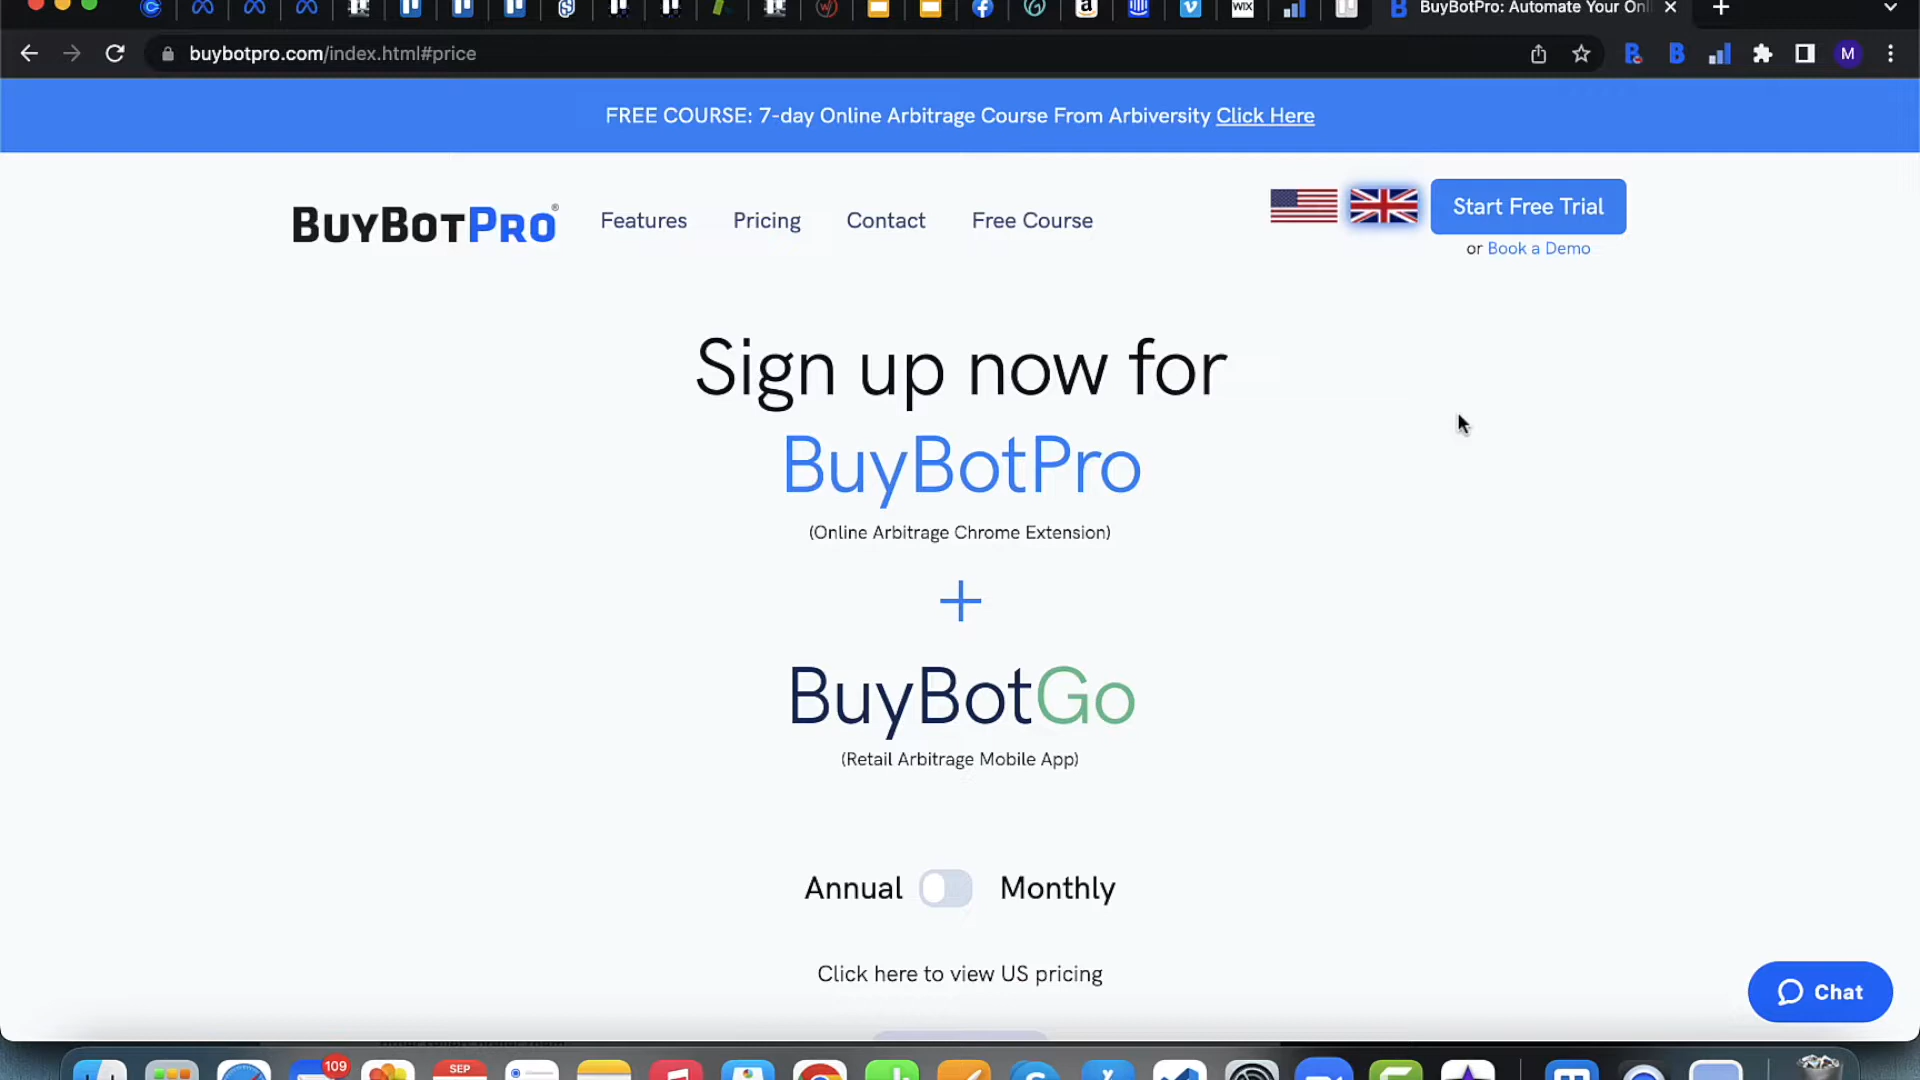 BuyBotPro: Automate Your Onl
buybotpro.com/index.html#price
M
FREE COURSE: 7-day Online Arbitrage Course From Arbiversity Click Here
BUYBOTPRO®
Features
Pricing
Contact
Free Course
Start Free Trial
or Book a Demo
Sign up now for
BuyBotPro
(Online Arbitrage Chrome Extension)
+
BuyBotGo
(Retail Arbitrage Mobile App)
Annual
Monthly
Click here to view US pricing
Chat
109
SEP